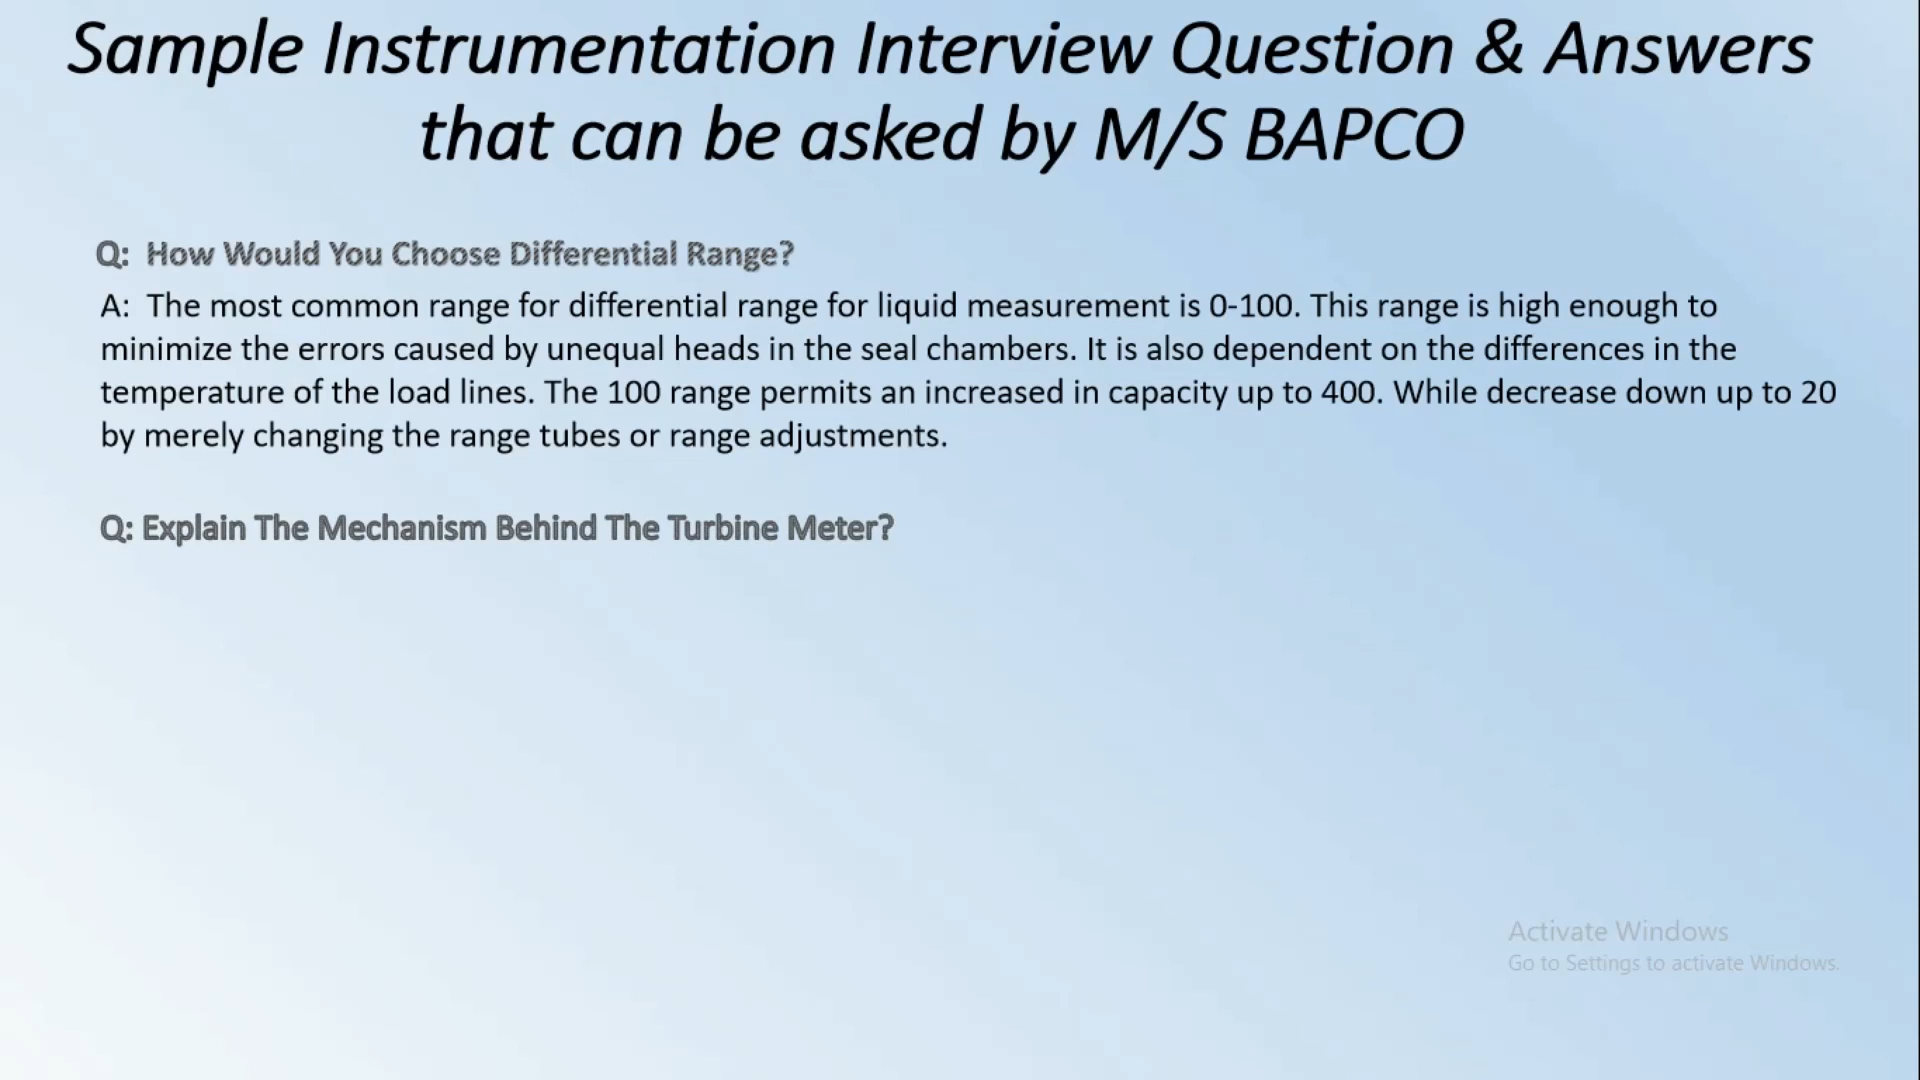 Sample Instrumentation Interview Question & Answers
that can be asked by M/S BAPCO
Q: How Would You Choose Differential Range?
A: The most common range for differential range for liquid measurement is 0-100. This range is high enough to
minimize the errors caused by unequal heads in the seal chambers. It is also dependent on the differences in the
temperature of the load lines. The 100 range permits an increased in capacity up to 400. While decrease down up to 20
by merely changing the range tubes or range adjustments.
Q: Explain The Mechanism Behind The Turbine Meter?
Activate Windows
Go to Settings to activate Windows.